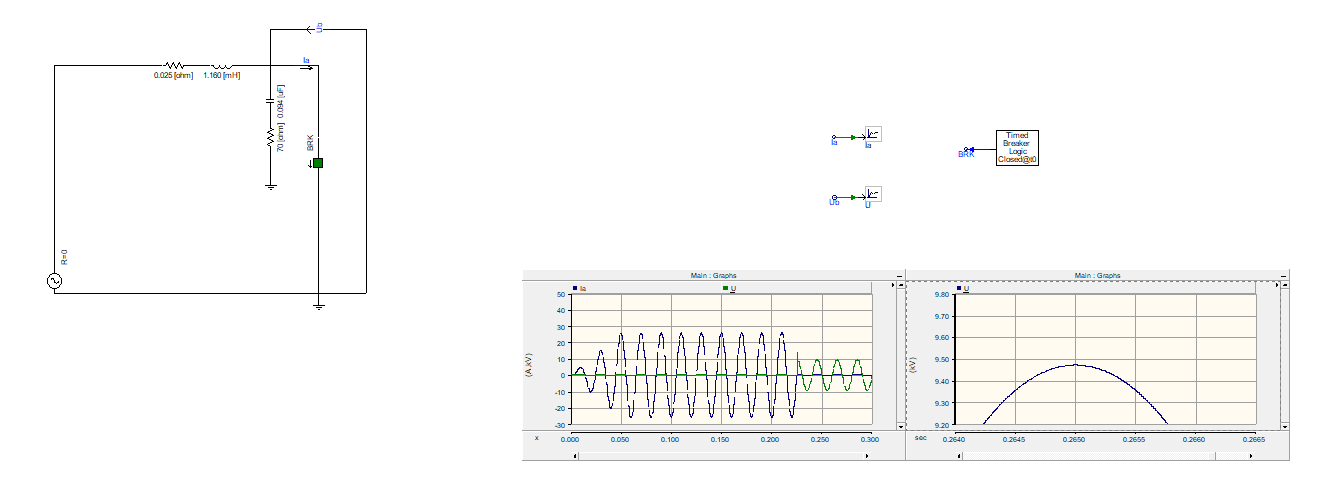 Ub
Ia
0.025 [ohm]
1.160 [mH]
0.094 [uF]
70 [ohm]
BRK
R=0
Ia
Ia
Ub
U
BRK
Timed
Breaker
Logic
Closed@t0
Main : Graphs
Ia
U
50
40
30
20
10
0
-10
-20
-30
(A,kV)
x
0.000
0.050
0.100
0.150
0.200
0.250
0.300
Main : Graphs
U
9.80
9.70
9.60
9.50
9.40
9.30
9.20
(kV)
sec
0.2640
0.2645
0.2650
0.2655
0.2660
0.2665